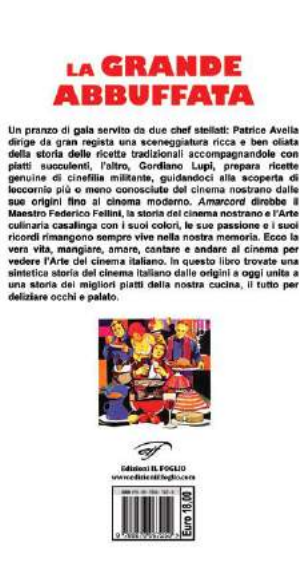 LA GRANDE
ABBUFFATA
Un pranzo di gala servito da due chef stellati: Patrice Avella
dirige da gran regista una sceneggiatura ricca e ben oliata
della storia delle ricette tradizionali accompagnandole con
piatti succulenti, l'altro, Gordiano Lupi, prepara ricette
genuine di cinefilia militante, guidandoci alla scoperta di
leccornie più o meno conosciute del cinema nostrano dalle
sue origini fino al cinema moderno. Amarcord direbbe il
Maestro Federico Fellini, la storia del cinema nostrano e l'Arte
culinaria casalinga con i suoi colori, le sue passione e i suoi
ricordi rimangono sempre vive nella nostra memoria. Ecco la
vera vita, mangiare, amare, cantare e andare al cinema per
vedere l'Arte del cinema italiano. In questo libro trovate una
sintetica storia del cinema italiano dalle origini a oggi unita a
una storia dei migliori piatti della nostra cucina, il tutto per
deliziare occhi e palato.
Edizioni IL FOGLIO
www.edizioniilfoglio.com
Euro 18,00